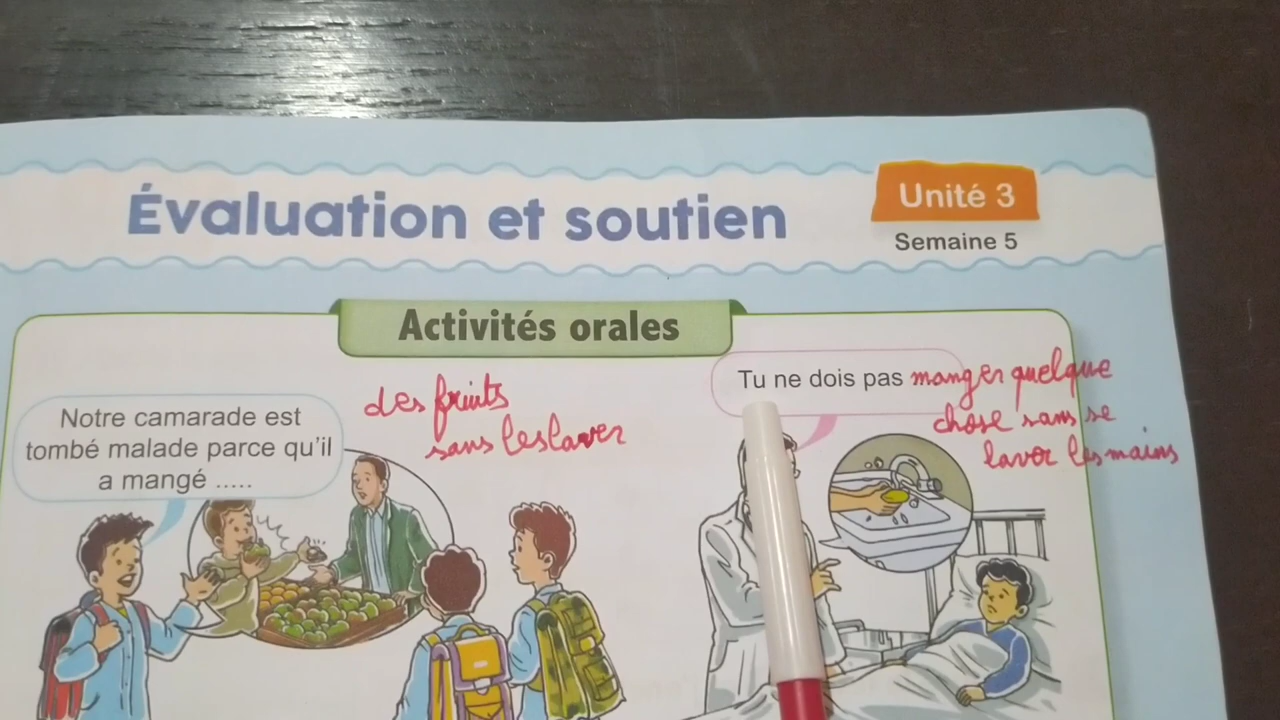 Évaluation et soutien
Unité 3
Semaine 5
Activités orales
Notre camarade est
tombé malade parce qu'il
a mangé .....
des fruits
sans les laver
Tu ne dois pas manger quelque
chose sans se
laver les mains